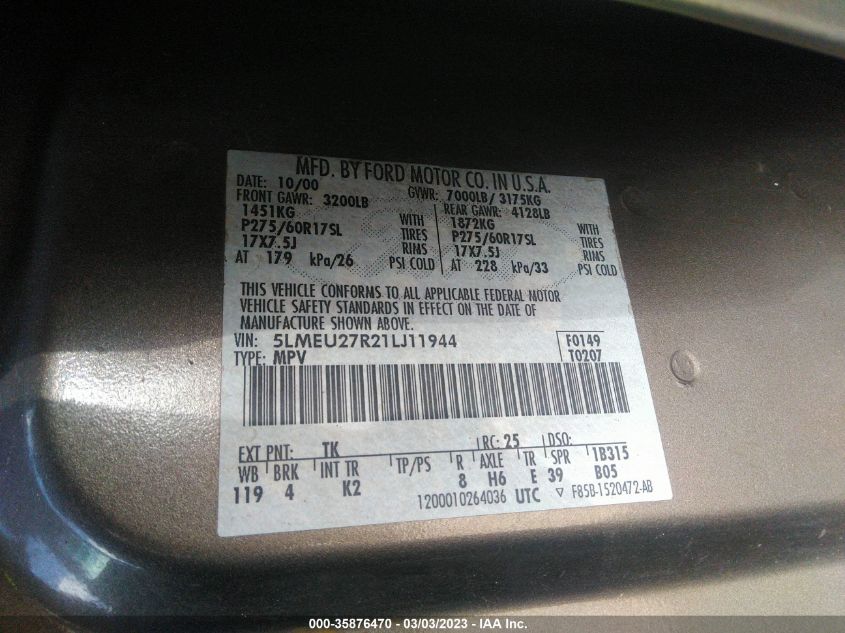 MFD. BY FORD MOTOR CO. IN U.S.A.
DATE: 10/00 GVWR: 7000LB/ 3175KG
FRONT GAWR: 3200LB REAR GAWR: 4128LB
1451KG WITH 1872KG WITH
P275/60R17SL TIRES P275/60R17SL TIRES
17X7.5J RIMS 17X7.5J RIMS
AT 179 kPa/26 PSI COLD AT 228 kPa/33 PSI COLD
THIS VEHICLE CONFORMS TO ALL APPLICABLE FEDERAL MOTOR
VEHICLE SAFETY STANDARDS IN EFFECT ON THE DATE OF
MANUFACTURE SHOWN ABOVE.
VIN: 5LMEU27R21LJ11944 F0149
TYPE: MPV T0207
EXT PNT: TK RC: 25 DSO:
WB BRK INT TR TP/PS R AXLE TR SPR 1B315
119 4 K2 8 H6 E 39 B05
1200010264036 UTC ▽ F85B-1520472-AB
000-35876470 - 03/03/2023 - IAA Inc.